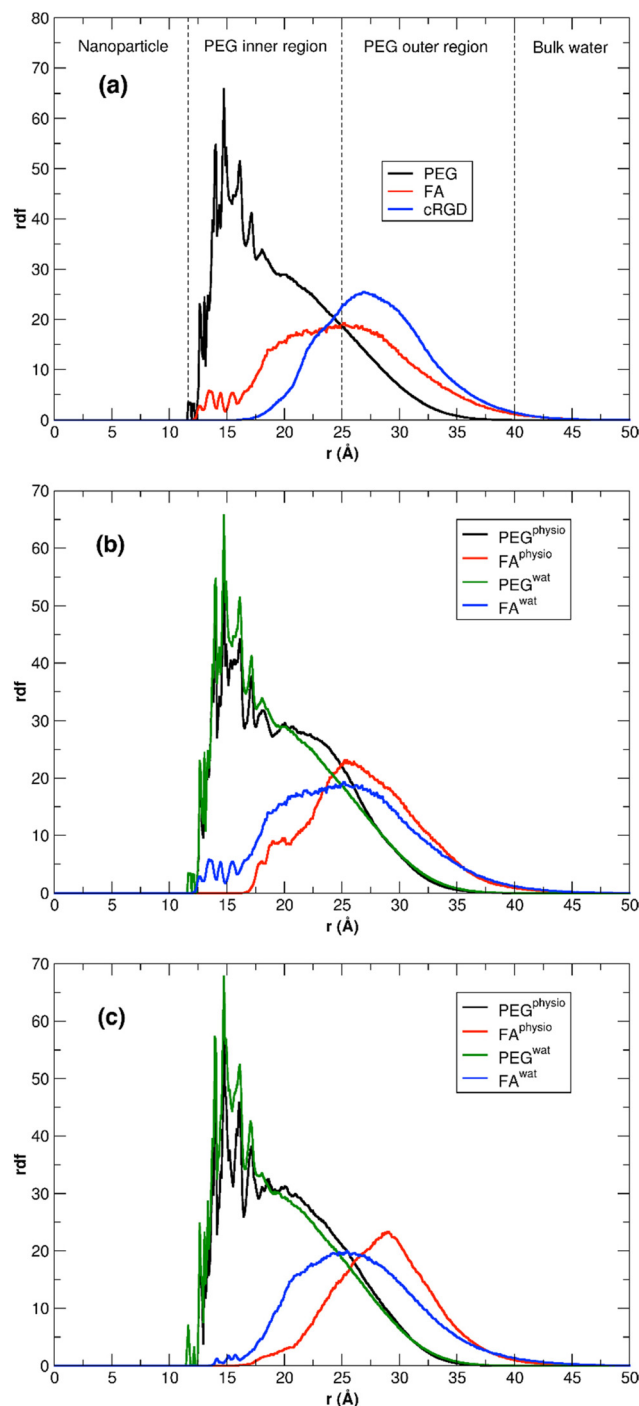 Nanoparticle PEG inner region PEG outer region Bulk water
(a)
PEG
FA
cRGD
rdf
80
70
60
50
40
30
20
10
0
0 5 10 15 20 25 30 35 40 45 50
r (Å)
(b)
PEG^physio
FA^physio
PEG^wat
FA^wat
rdf
70
60
50
40
30
20
10
0
0 5 10 15 20 25 30 35 40 45 50
r (Å)
(c)
PEG^physio
FA^physio
PEG^wat
FA^wat
rdf
70
60
50
40
30
20
10
0
0 5 10 15 20 25 30 35 40 45 50
r (Å)